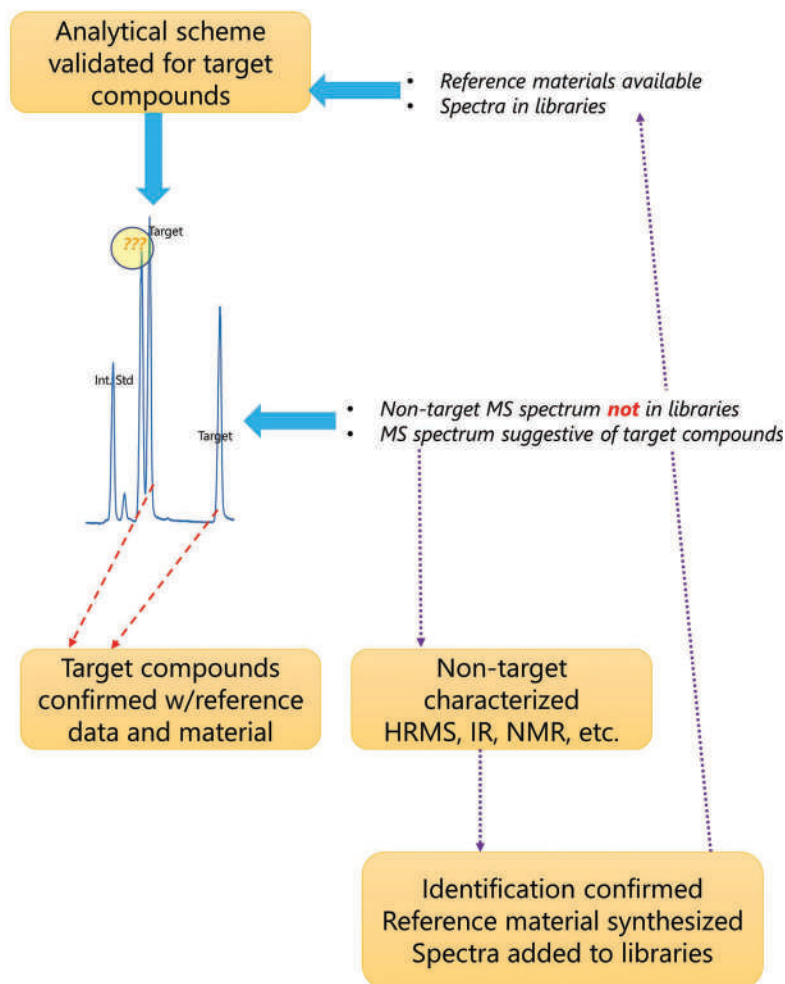 Analytical scheme
validated for target
compounds
• Reference materials available
• Spectra in libraries
???
Target
Int. Std
Target
• Non-target MS spectrum not in libraries
• MS spectrum suggestive of target compounds
Target compounds
confirmed w/reference
data and material
Non-target
characterized
HRMS, IR, NMR, etc.
Identification confirmed
Reference material synthesized
Spectra added to libraries